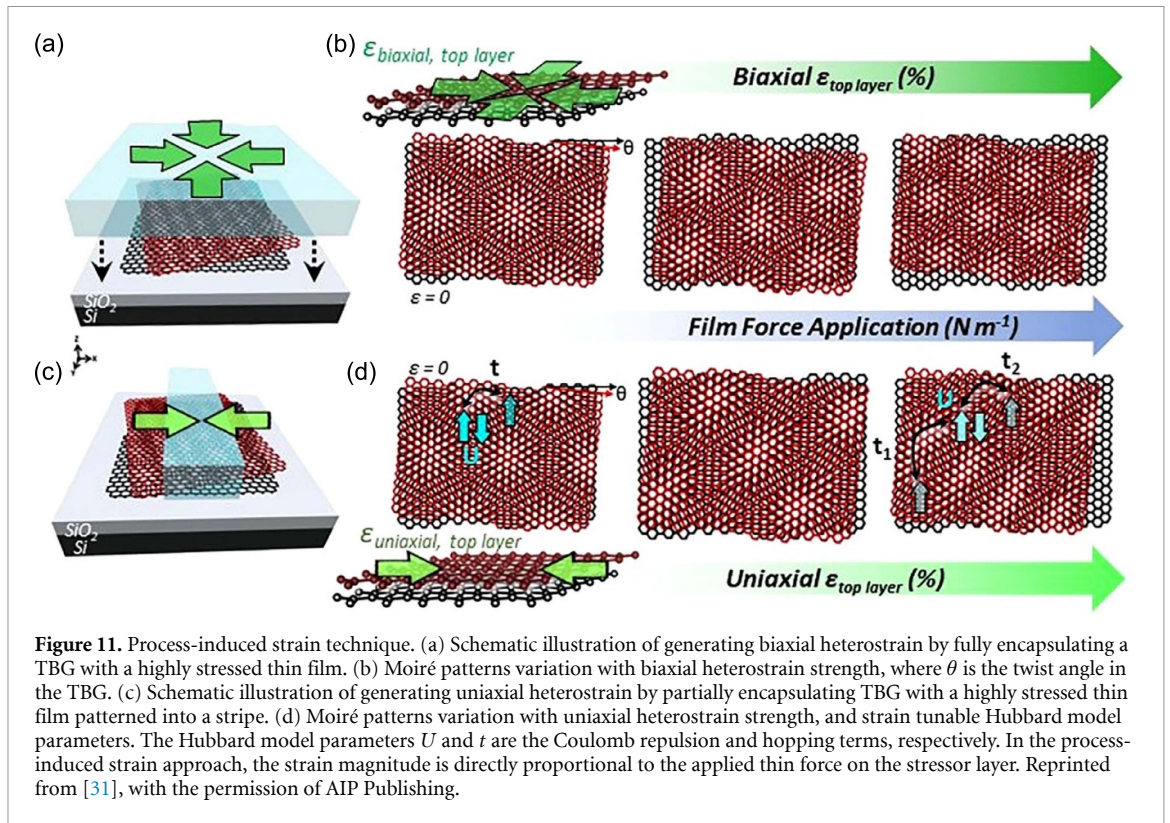 (a)
(b)
ε biaxial, top layer
Biaxial ε top layer (%)
θ
ε = 0
SiO2
Si
Film Force Application (N m-1)
z
x
y
(c)
(d)
ε = 0
t
θ
U
t2
U
t1
SiO2
Si
ε uniaxial, top layer
Uniaxial ε top layer (%)
Figure 11. Process-induced strain technique. (a) Schematic illustration of generating biaxial heterostrain by fully encapsulating a
TBG with a highly stressed thin film. (b) Moiré patterns variation with biaxial heterostrain strength, where θ is the twist angle in
the TBG. (c) Schematic illustration of generating uniaxial heterostrain by partially encapsulating TBG with a highly stressed thin
film patterned into a stripe. (d) Moiré patterns variation with uniaxial heterostrain strength, and strain tunable Hubbard model
parameters. The Hubbard model parameters U and t are the Coulomb repulsion and hopping terms, respectively. In the process-
induced strain approach, the strain magnitude is directly proportional to the applied thin force on the stressor layer. Reprinted
from [31], with the permission of AIP Publishing.